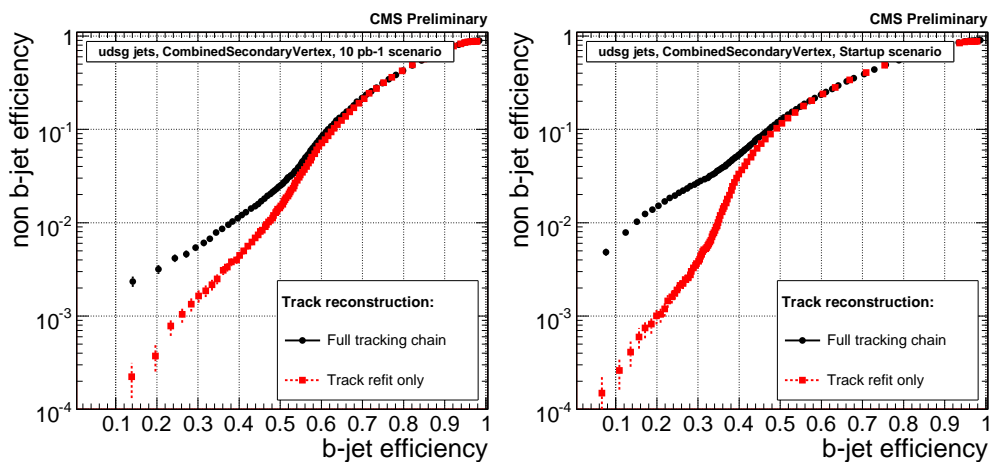 CMS Preliminary
udsg jets, CombinedSecondaryVertex, 10 pb-1 scenario
non b-jet efficiency
1
10^-1
10^-2
10^-3
10^-4
Track reconstruction:
Full tracking chain
Track refit only
0.1 0.2 0.3 0.4 0.5 0.6 0.7 0.8 0.9 1
b-jet efficiency
CMS Preliminary
udsg jets, CombinedSecondaryVertex, Startup scenario
non b-jet efficiency
1
10^-1
10^-2
10^-3
10^-4
Track reconstruction:
Full tracking chain
Track refit only
0.1 0.2 0.3 0.4 0.5 0.6 0.7 0.8 0.9 1
b-jet efficiency